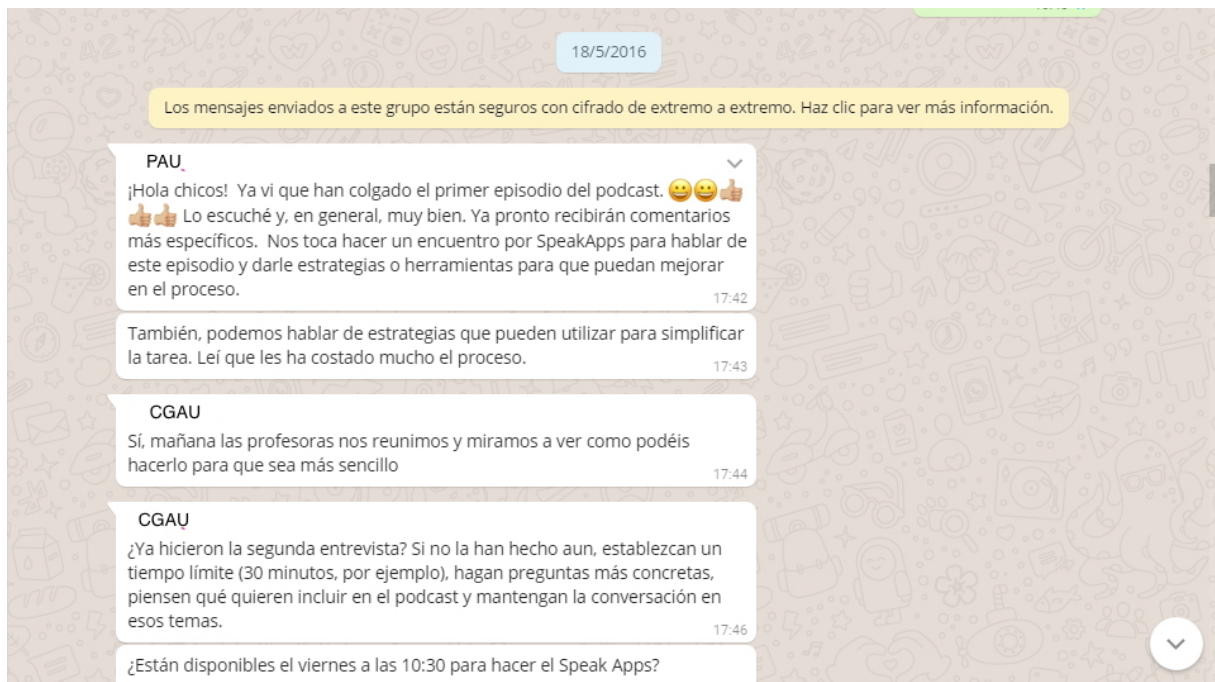 18/5/2016
Los mensajes enviados a este grupo están seguros con cifrado de extremo a extremo. Haz clic para ver más información.
PAU
¡Hola chicos! Ya vi que han colgado el primer episodio del podcast. 😀😀👍🏼
👍🏼👍🏼 Lo escuché y, en general, muy bien. Ya pronto recibirán comentarios
más específicos. Nos toca hacer un encuentro por SpeakApps para hablar de
este episodio y darle estrategias o herramientas para que puedan mejorar
en el proceso.
17:42
También, podemos hablar de estrategias que pueden utilizar para simplificar
la tarea. Leí que les ha costado mucho el proceso.
17:43
CGAU
Sí, mañana las profesoras nos reunimos y miramos a ver como podéis
hacerlo para que sea más sencillo
17:44
CGAU
¿Ya hicieron la segunda entrevista? Si no la han hecho aun, establezcan un
tiempo límite (30 minutos, por ejemplo), hagan preguntas más concretas,
piensen qué quieren incluir en el podcast y mantengan la conversación en
esos temas.
17:46
¿Están disponibles el viernes a las 10:30 para hacer el Speak Apps?